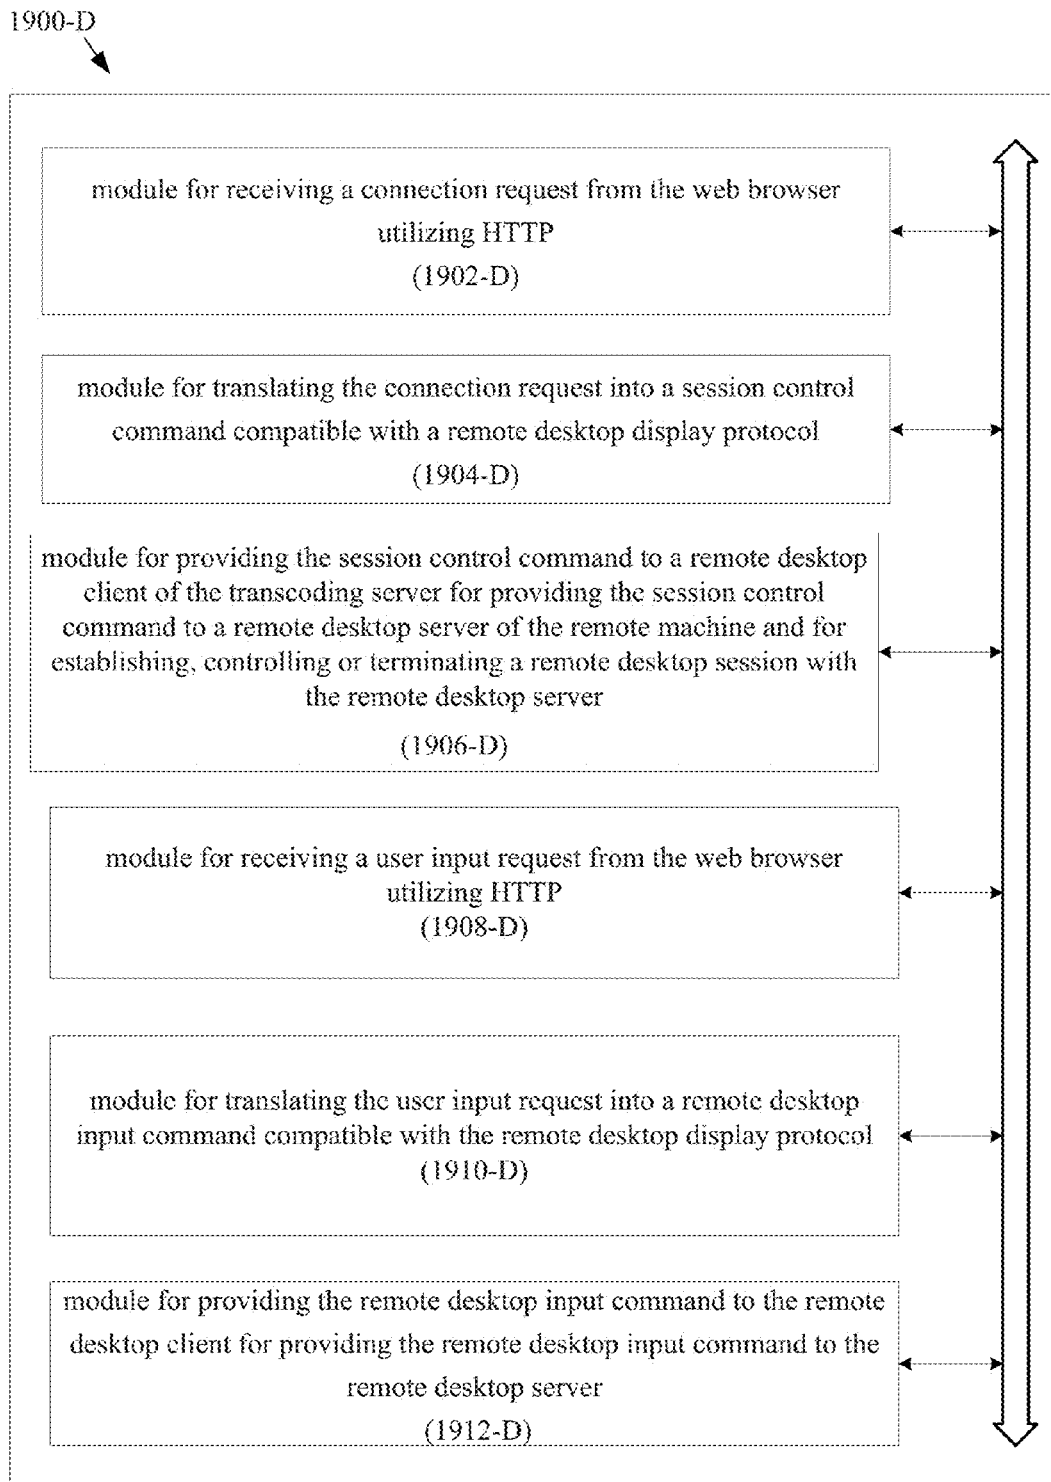 1900-D
module for receiving a connection request from the web browser
utilizing HTTP
(1902-D)
module for translating the connection request into a session control
command compatible with a remote desktop display protocol
(1904-D)
module for providing the session control command to a remote desktop
client of the transcoding server for providing the session control
command to a remote desktop server of the remote machine and for
establishing, controlling or terminating a remote desktop session with
the remote desktop server
(1906-D)
module for receiving a user input request from the web browser
utilizing HTTP
(1908-D)
module for translating the user input request into a remote desktop
input command compatible with the remote desktop display protocol
(1910-D)
module for providing the remote desktop input command to the remote
desktop client for providing the remote desktop input command to the
remote desktop server
(1912-D)